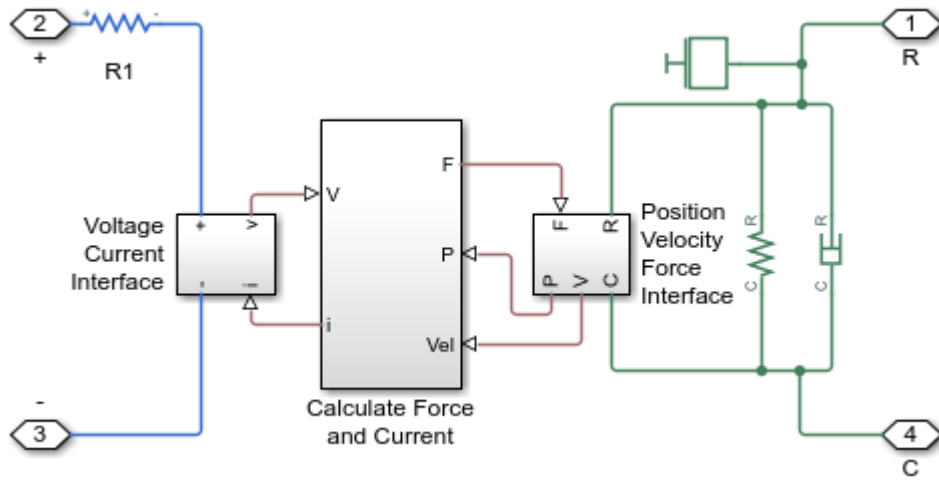 2
+
+ -
R1
1
R
Voltage
Current
Interface
+
v
-
i
V
F
P
i
Vel
Calculate Force
and Current
F
R
P
V
C
Position
Velocity
Force
Interface
R
C
R
C
-
3
4
C